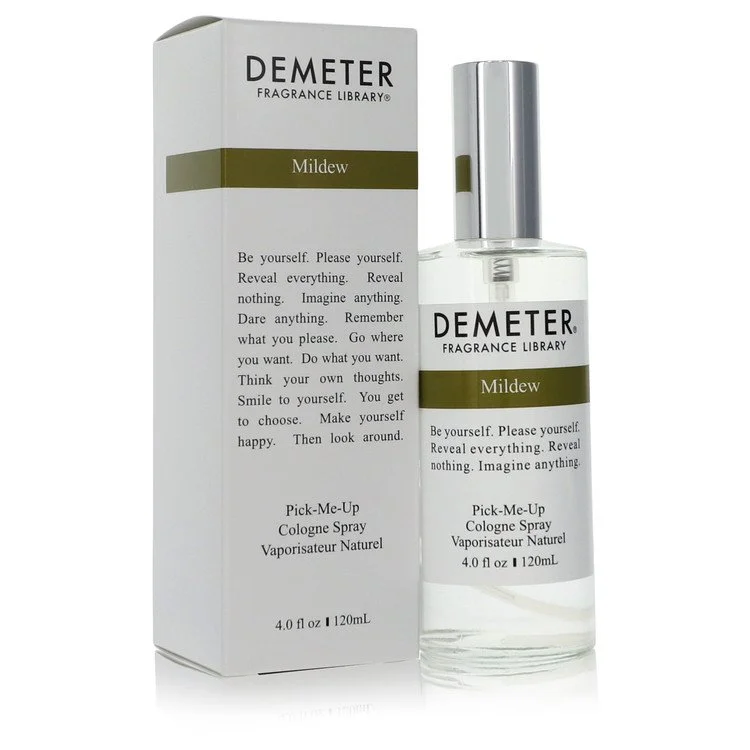 DEMETER
FRAGRANCE LIBRARY®
Mildew
Be yourself. Please yourself.
Reveal everything. Reveal
nothing. Imagine anything.
Dare anything. Remember
what you please. Go where
you want. Do what you want.
Think your own thoughts.
Smile to yourself. You get
to choose. Make yourself
happy. Then look around.
Pick-Me-Up
Cologne Spray
Vaporisateur Naturel
4.0 fl oz ▮ 120mL
DEMETER®
FRAGRANCE LIBRARY
Mildew
Be yourself. Please yourself.
Reveal everything. Reveal
nothing. Imagine anything.
Pick-Me-Up
Cologne Spray
Vaporisateur Naturel
4.0 fl oz ▮ 120mL